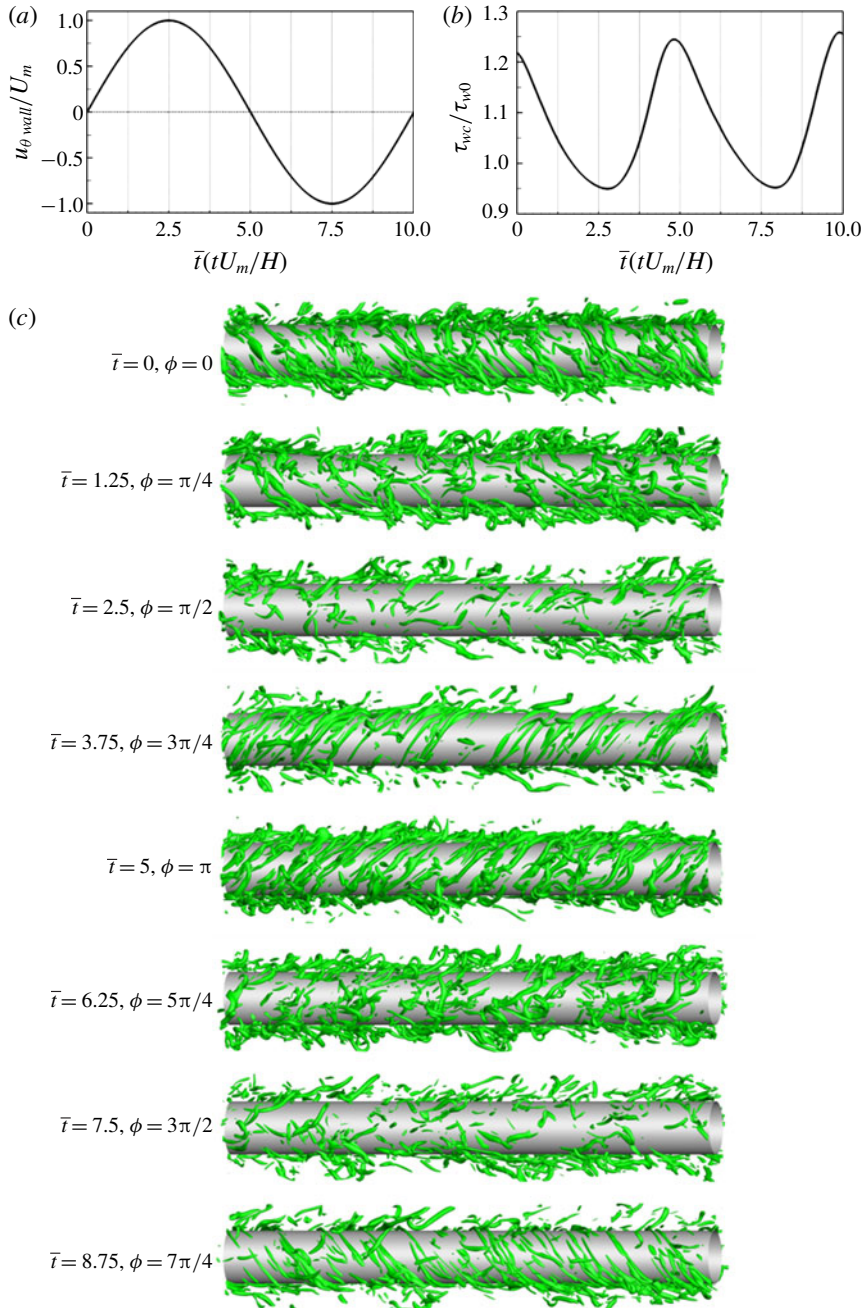 (a)
1.0
0.5
0
−0.5
−1.0
u_θ wall/U_m
0 2.5 5.0 7.5 10.0
t̅(tU_m/H)
(b)
1.3
1.2
1.1
1.0
0.9
τ_wc/τ_w0
0 2.5 5.0 7.5 10.0
t̅(tU_m/H)
(c)
t̅ = 0, ϕ = 0
t̅ = 1.25, ϕ = π/4
t̅ = 2.5, ϕ = π/2
t̅ = 3.75, ϕ = 3π/4
t̅ = 5, ϕ = π
t̅ = 6.25, ϕ = 5π/4
t̅ = 7.5, ϕ = 3π/2
t̅ = 8.75, ϕ = 7π/4